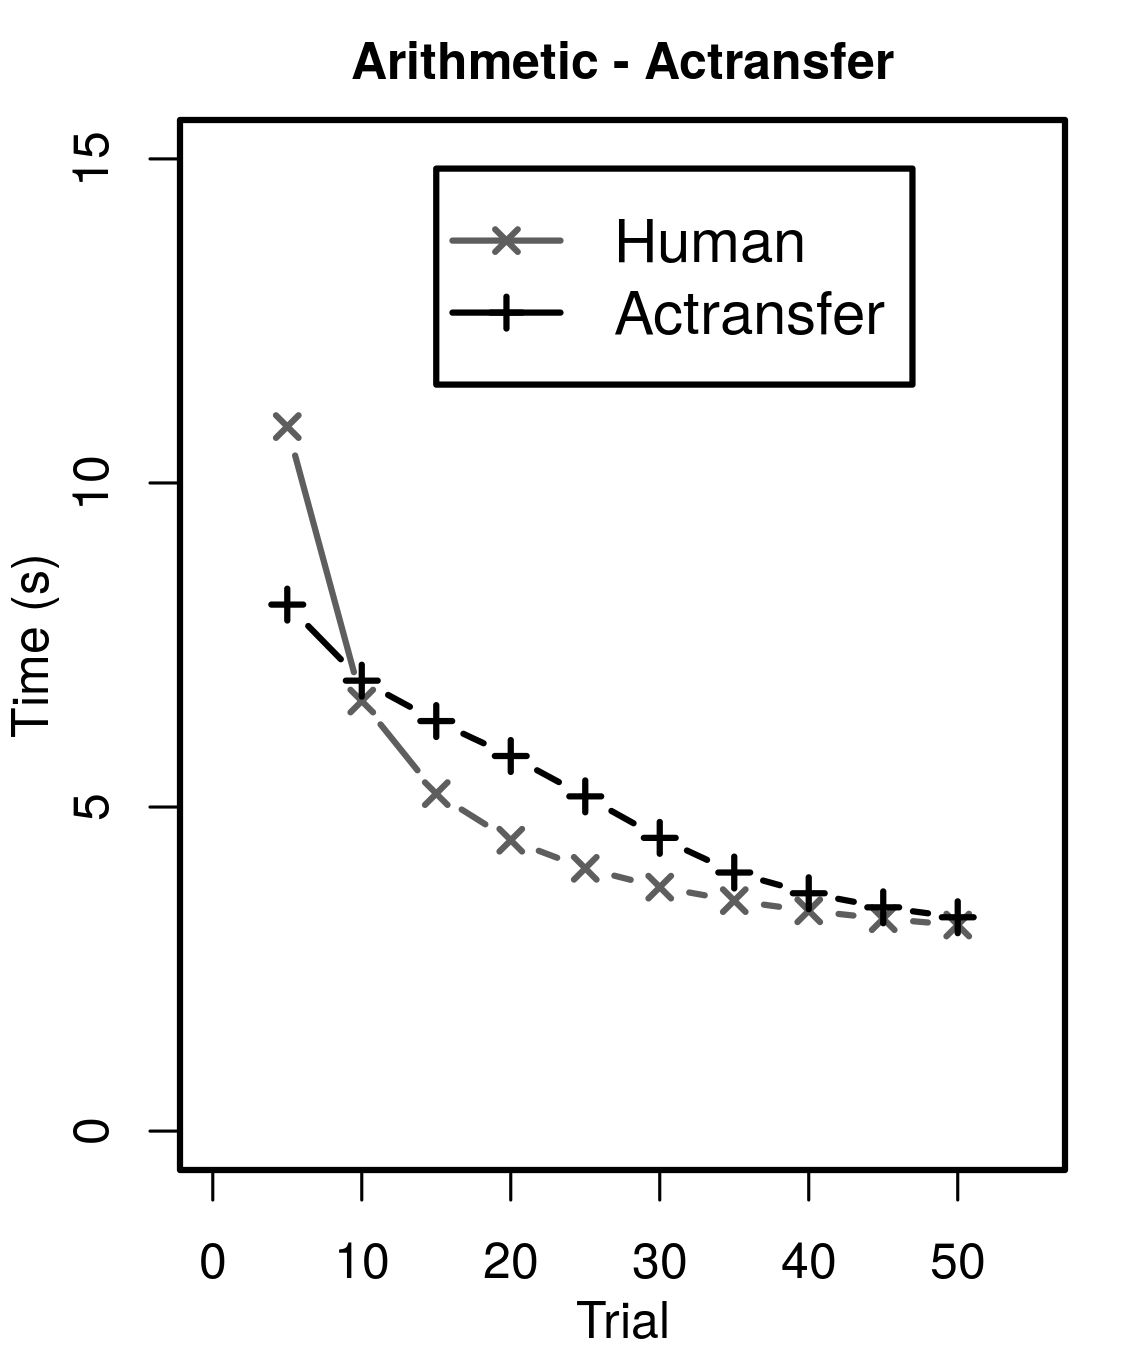 Arithmetic - Actransfer
15
Human
Actransfer
10
Time (s)
5
0
0 10 20 30 40 50
Trial